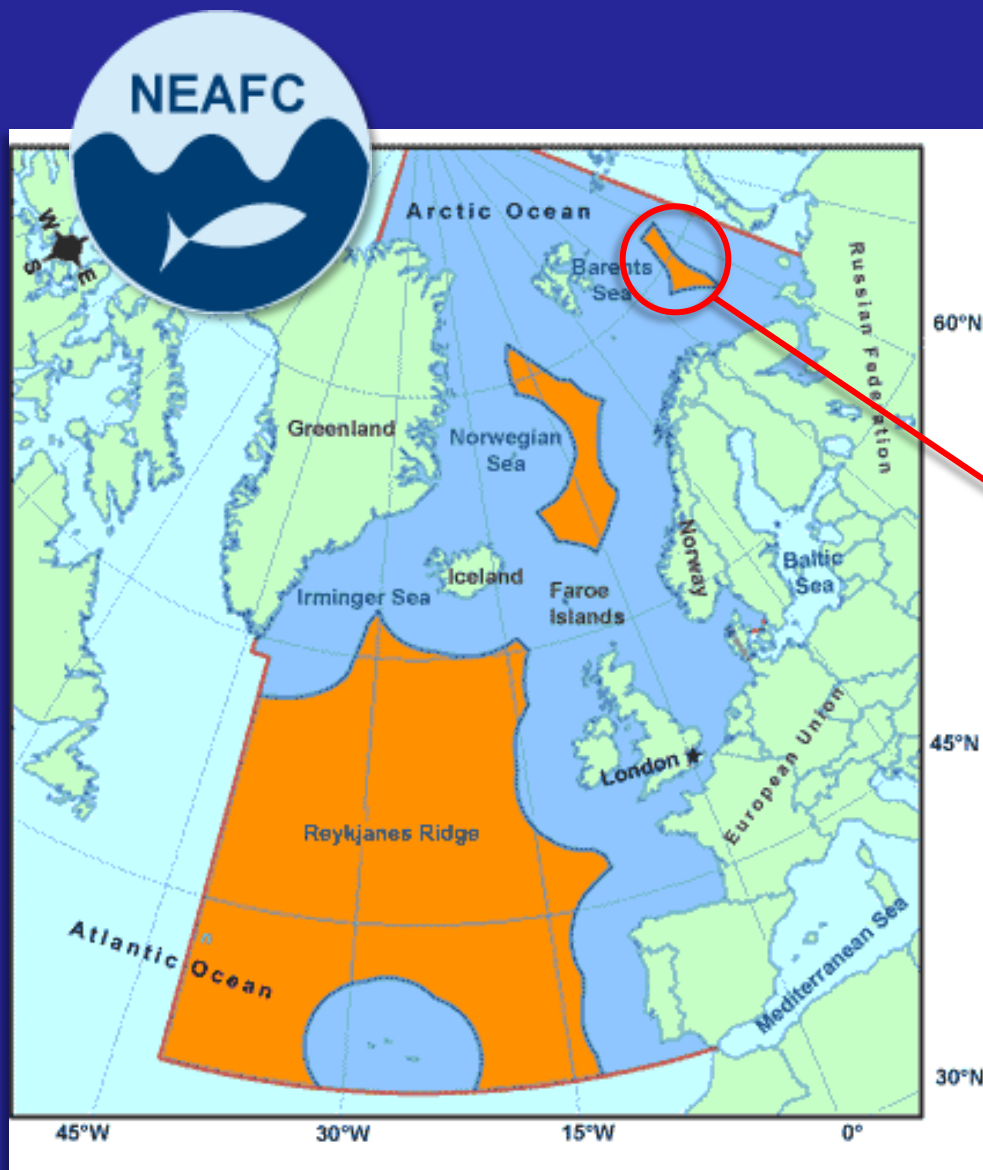 NEAFC
W
S
E
Arctic Ocean
Barents
Sea
Russian Federation
60°N
Greenland
Norwegian
Sea
Norway
Baltic
Sea
Iceland
Irminger Sea
Faroe
Islands
London
45°N
European Union
Reykjanes Ridge
Atlantic Ocean
Mediterranean Sea
30°N
45°W
30°W
15°W
0°